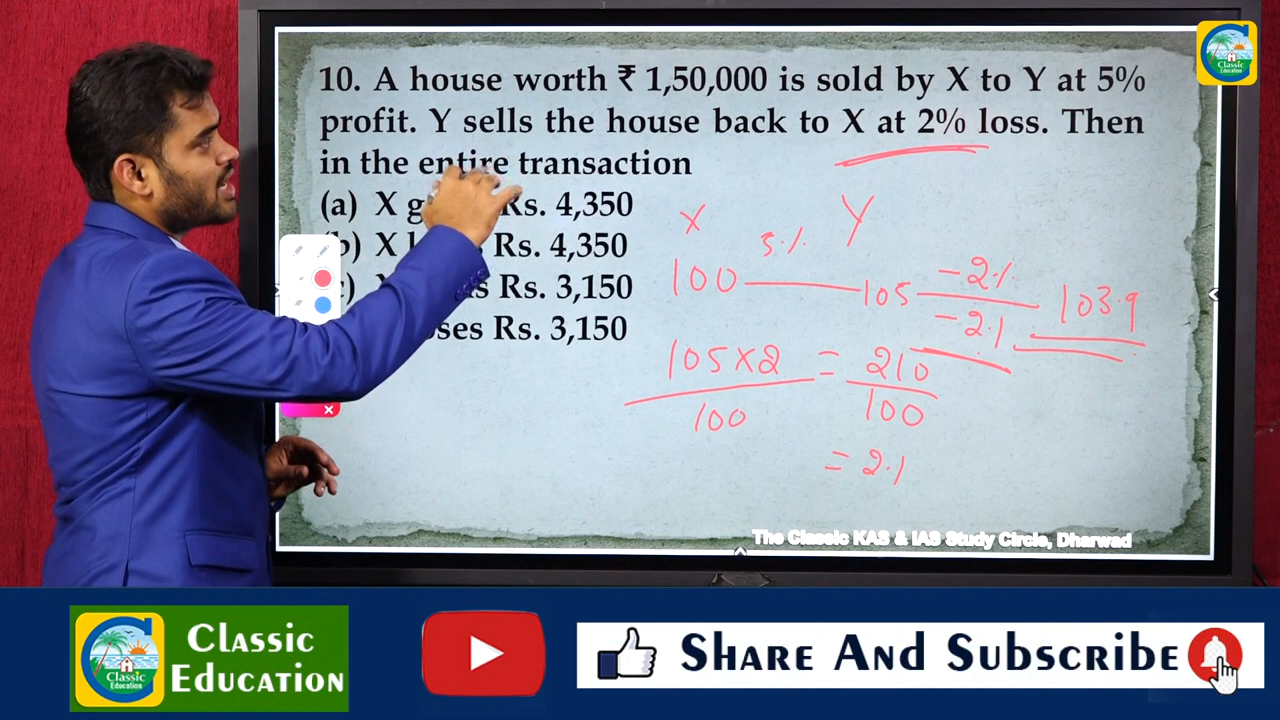 10. A house worth ₹ 1,50,000 is sold by X to Y at 5%
profit. Y sells the house back to X at 2% loss. Then
in the entire transaction
(a) X Rs. 4,350
(b) X Rs. 4,350
Rs. 3,150
Rs. 3,150
X Y
100 5% 105 -2% 103.9
-2.1
105×2 = 210
100 100
= 2.1
The Classic KAS & IAS Study Circle, Dharwad
Classic
Education
Classic
Education
SHARE AND SUBSCRIBE
Classic
Education